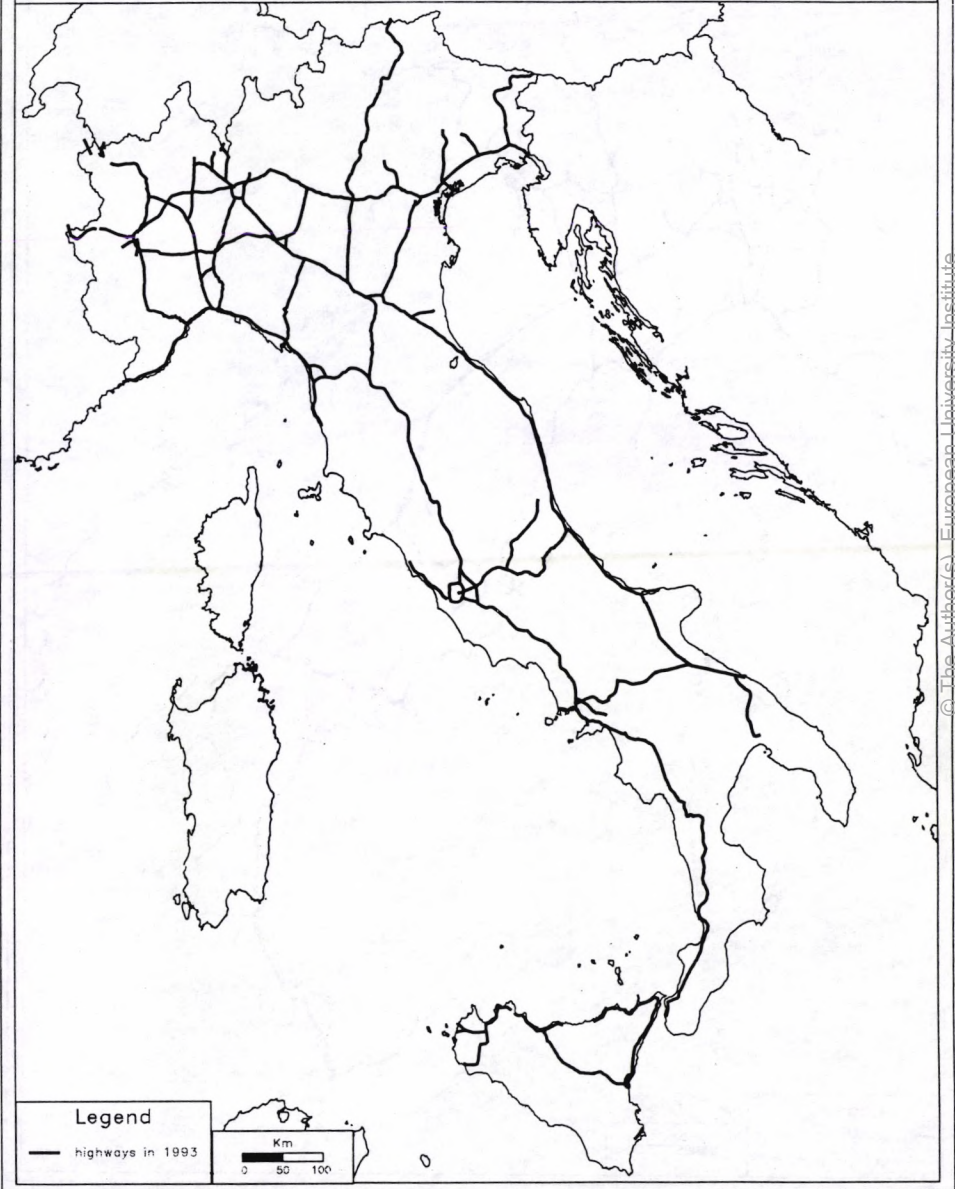 Legend
highways in 1993
Km
0 50 100
© The Author(s). European University Institute